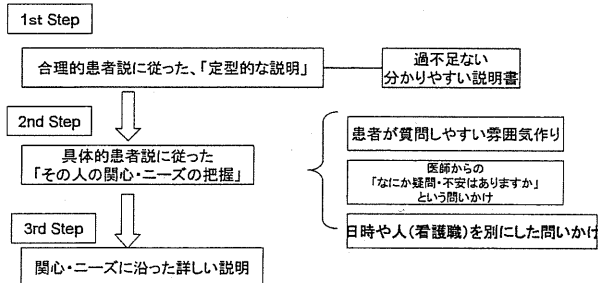 1st Step
合理的患者説に従った、「定型的な説明」
過不足ない
分かりやすい説明書
2nd Step
具体的患者説に従った
「その人の関心・ニーズの把握」
患者が質問しやすい雰囲気作り
医師からの
「なにか疑問・不安はありますか」
という問いかけ
日時や人(看護職)を別にした問いかけ
3rd Step
関心・ニーズに沿った詳しい説明